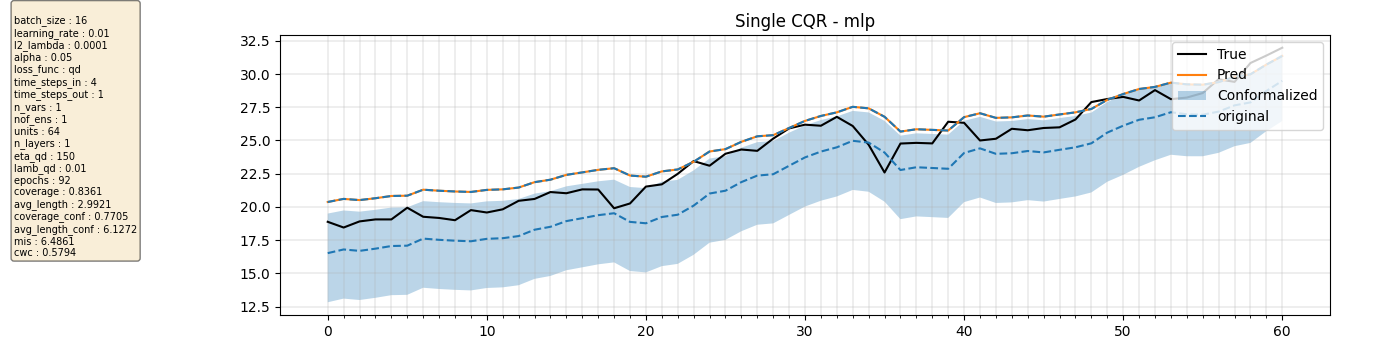 batch_size : 16
learning_rate : 0.01
l2_lambda : 0.0001
alpha : 0.05
loss_func : qd
time_steps_in : 4
time_steps_out : 1
n_vars : 1
nof_ens : 1
units : 64
n_layers : 1
eta_qd : 150
lamb_qd : 0.01
epochs : 92
coverage : 0.8361
avg_length : 2.9921
coverage_conf : 0.7705
avg_length_conf : 6.1272
mis : 6.4861
cwc : 0.5794
Single CQR - mlp
32.5
30.0
27.5
25.0
22.5
20.0
17.5
15.0
12.5
0 10 20 30 40 50 60
True
Pred
Conformalized
original